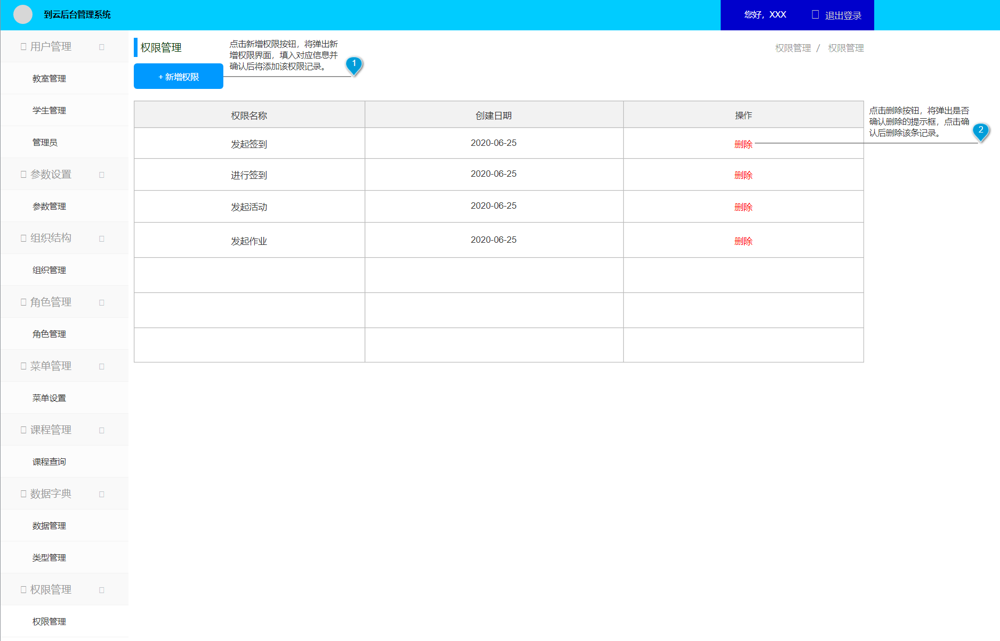 到云后台管理系统
您好，XXX
退出登录
用户管理
教室管理
学生管理
管理员
参数设置
参数管理
组织结构
组织管理
角色管理
角色管理
菜单管理
菜单设置
课程管理
课程查询
数据字典
数据管理
类型管理
权限管理
权限管理
权限管理
权限管理 / 权限管理
+ 新增权限
点击新增权限按钮，将弹出新
增权限界面，填入对应信息并
确认后将添加该权限记录。
1
权限名称 创建日期 操作
发起签到 2020-06-25 删除
进行签到 2020-06-25 删除
发起活动 2020-06-25 删除
发起作业 2020-06-25 删除
点击删除按钮，将弹出是否
确认删除的提示框，点击确
认后删除该条记录。
2